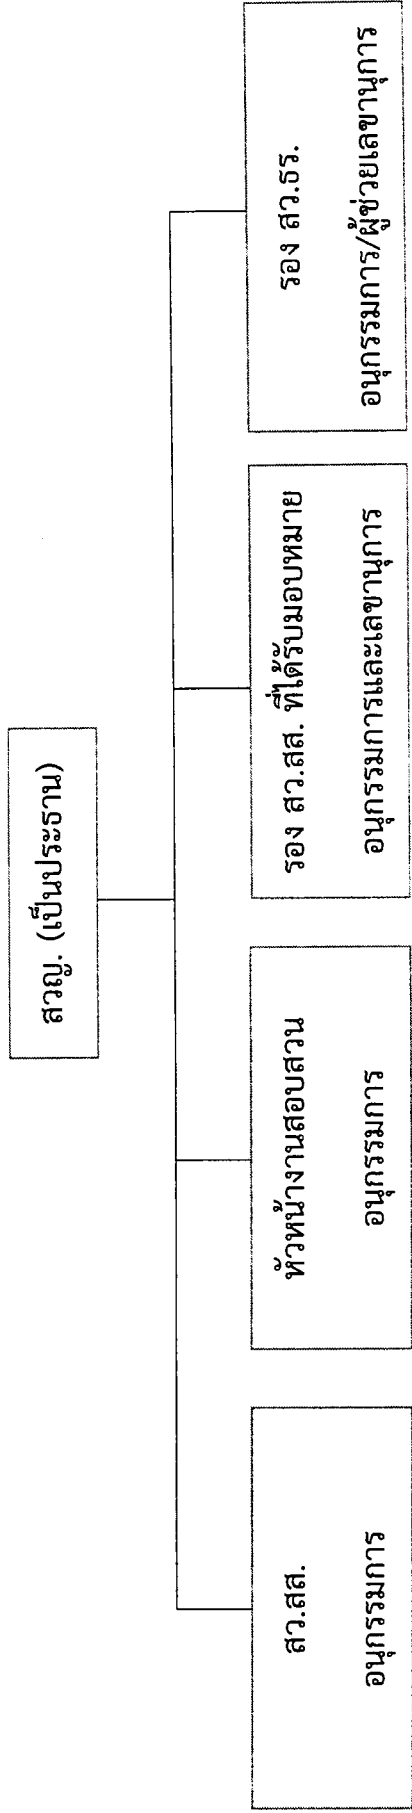 สวญ. (เป็นประธาน)
สว.สส.
อนุกรรมการ
หัวหน้างานสอบสวน
อนุกรรมการ
รอง สว.สส. ที่ได้รับมอบหมาย
อนุกรรมการและเลขานุการ
รอง สว.ธร.
อนุกรรมการ/ผู้ช่วยเลขานุการ